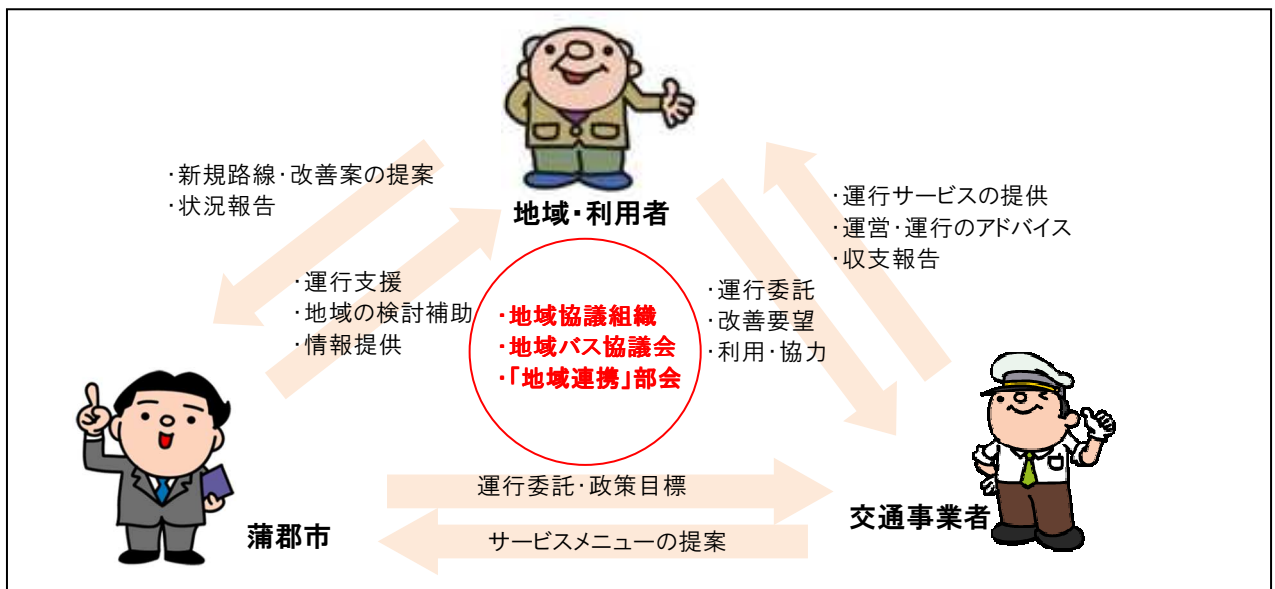 ・新規路線・改善案の提案
・状況報告
地域・利用者
・運行サービスの提供
・運営・運行のアドバイス
・収支報告
・運行支援
・地域の検討補助
・情報提供
・地域協議組織
・地域バス協議会
・「地域連携」部会
・運行委託
・改善要望
・利用・協力
運行委託・政策目標
蒲郡市
交通事業者
サービスメニューの提案